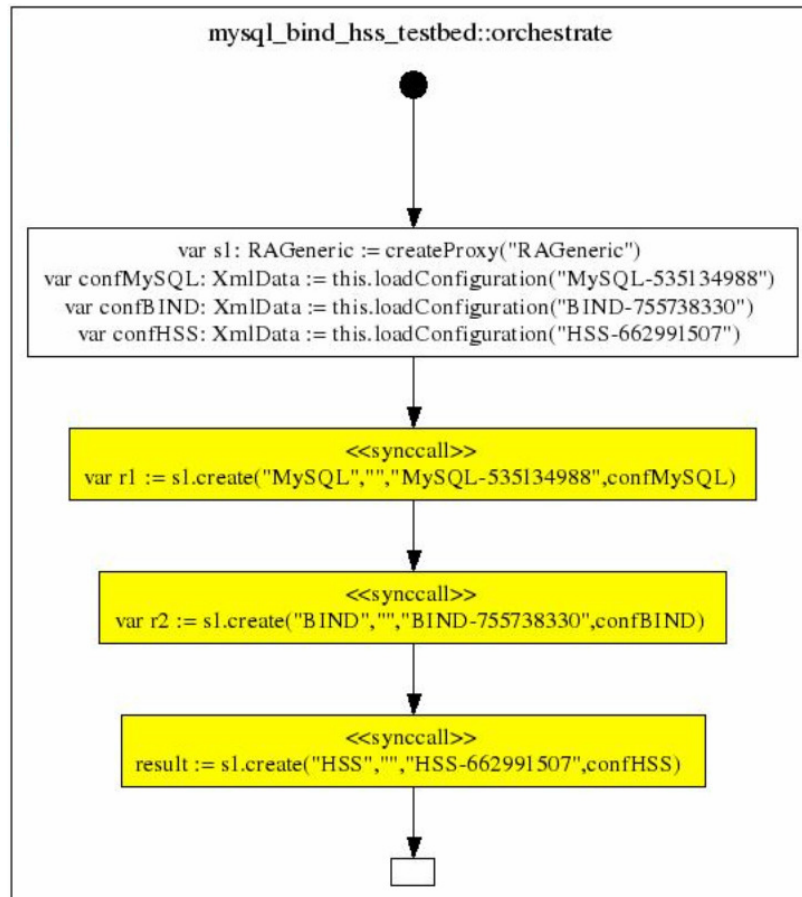 mysql_bind_hss_testbed::orchestrate
var s1: RAGeneric := createProxy("RAGeneric")
var confMySQL: XmlData := this.loadConfiguration("MySQL-535134988")
var confBIND: XmlData := this.loadConfiguration("BIND-755738330")
var confHSS: XmlData := this.loadConfiguration("HSS-662991507")
<<synccall>>
var r1 := s1.create("MySQL","","MySQL-535134988",confMySQL)
<<synccall>>
var r2 := s1.create("BIND","","BIND-755738330",confBIND)
<<synccall>>
result := s1.create("HSS","","HSS-662991507",confHSS)